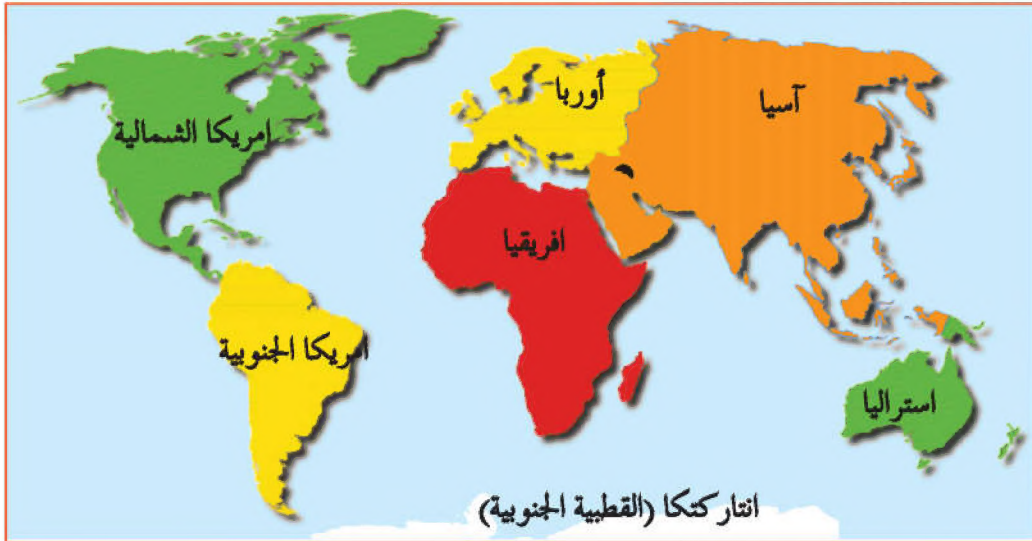 أوربا
آسيا
امريكا الشمالية
افريقيا
امريكا الجنوبية
استراليا
انتاركتكا (القطبية الجنوبية)